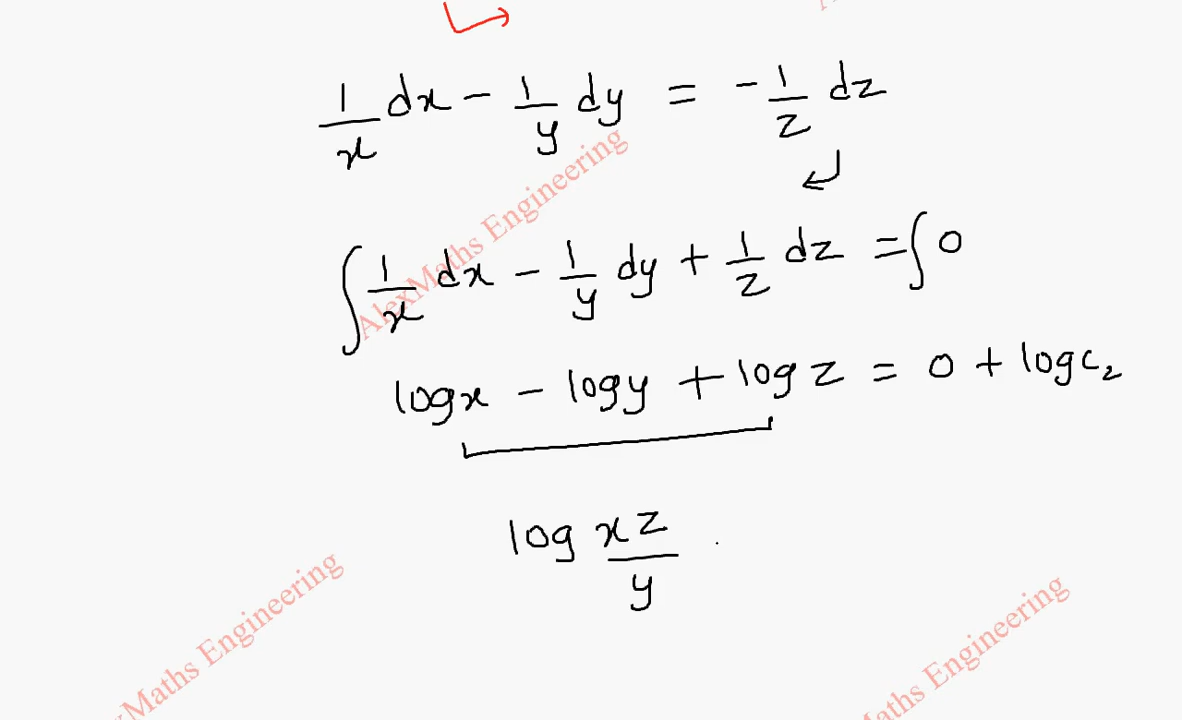 1/x dx - 1/y dy = - 1/z dz
∫ 1/x dx - 1/y dy + 1/z dz = ∫ 0
log x - log y + log z = 0 + log c₂
log xz/y
AlexMaths Engineering
xMaths Engineering
Maths Engineering